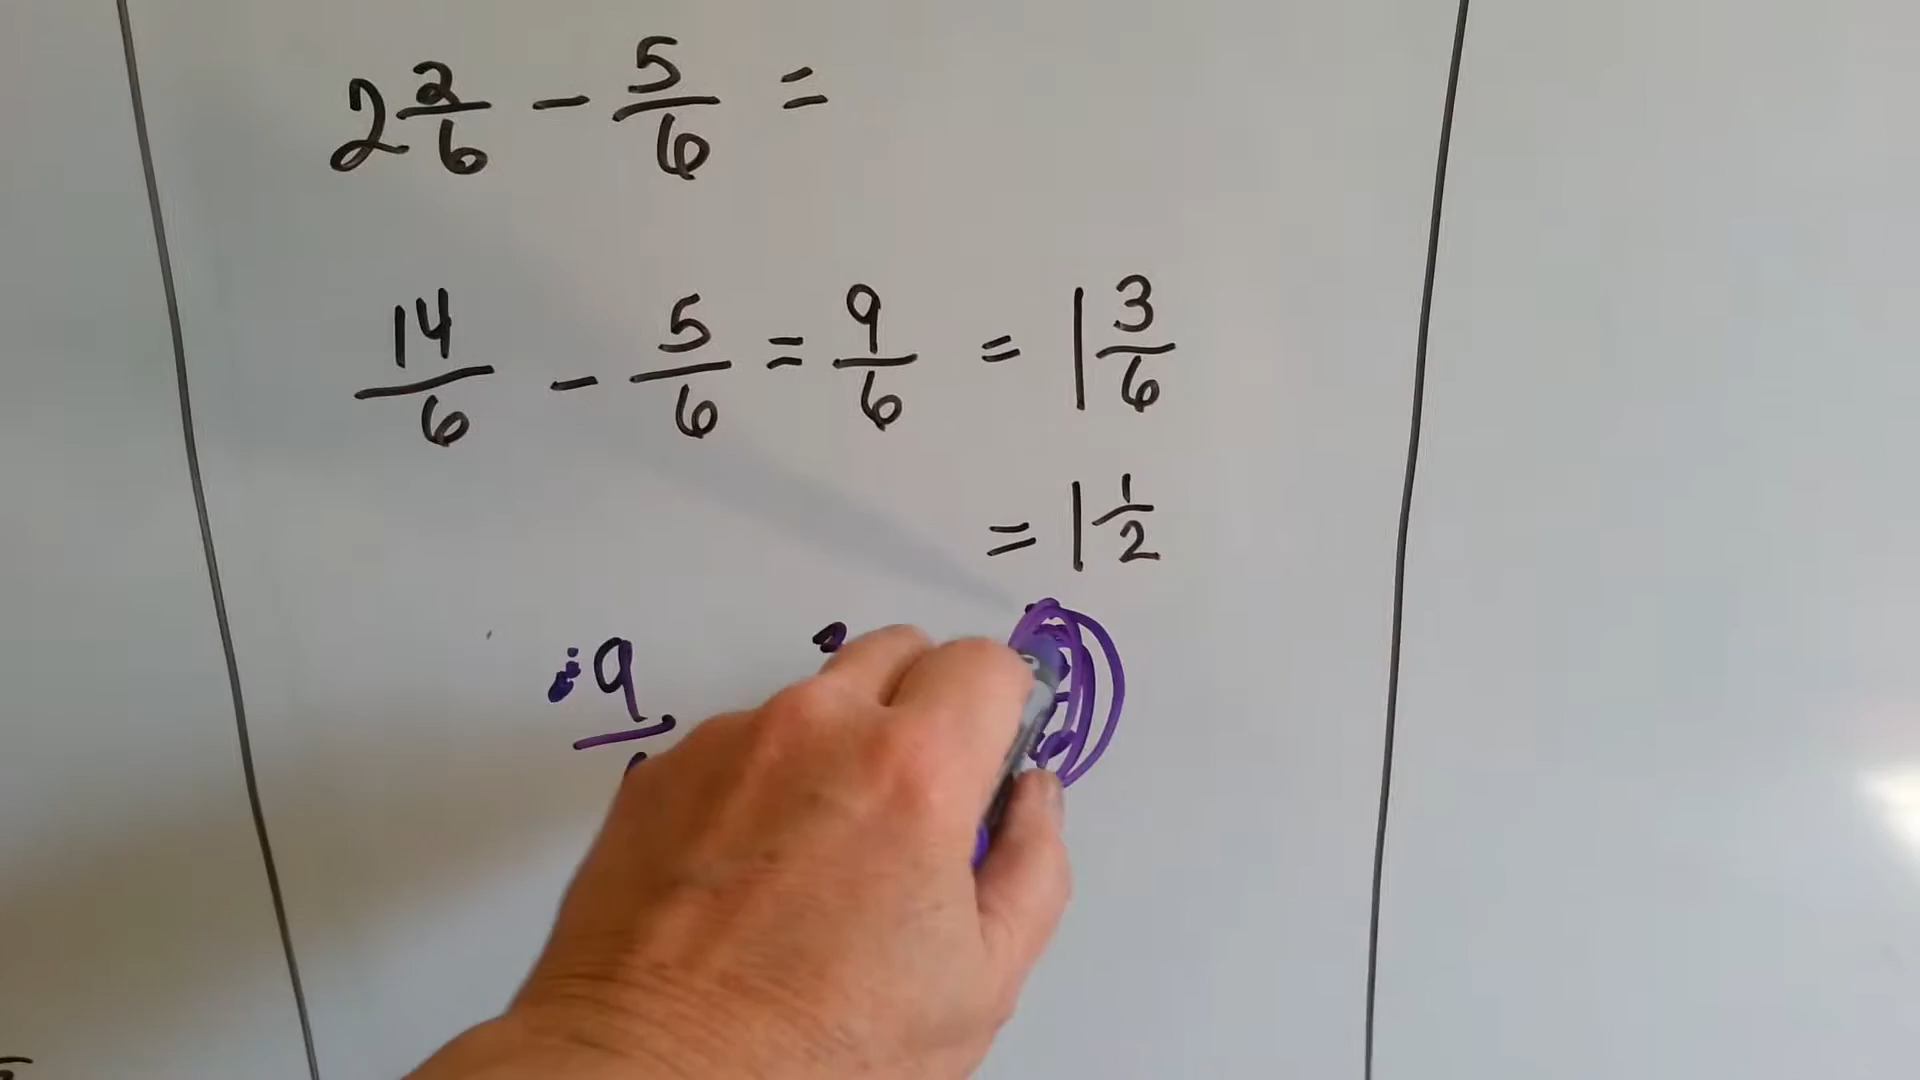 2 2/6 - 5/6 =
14/6 - 5/6 = 9/6 = 1 3/6
= 1 1/2
9